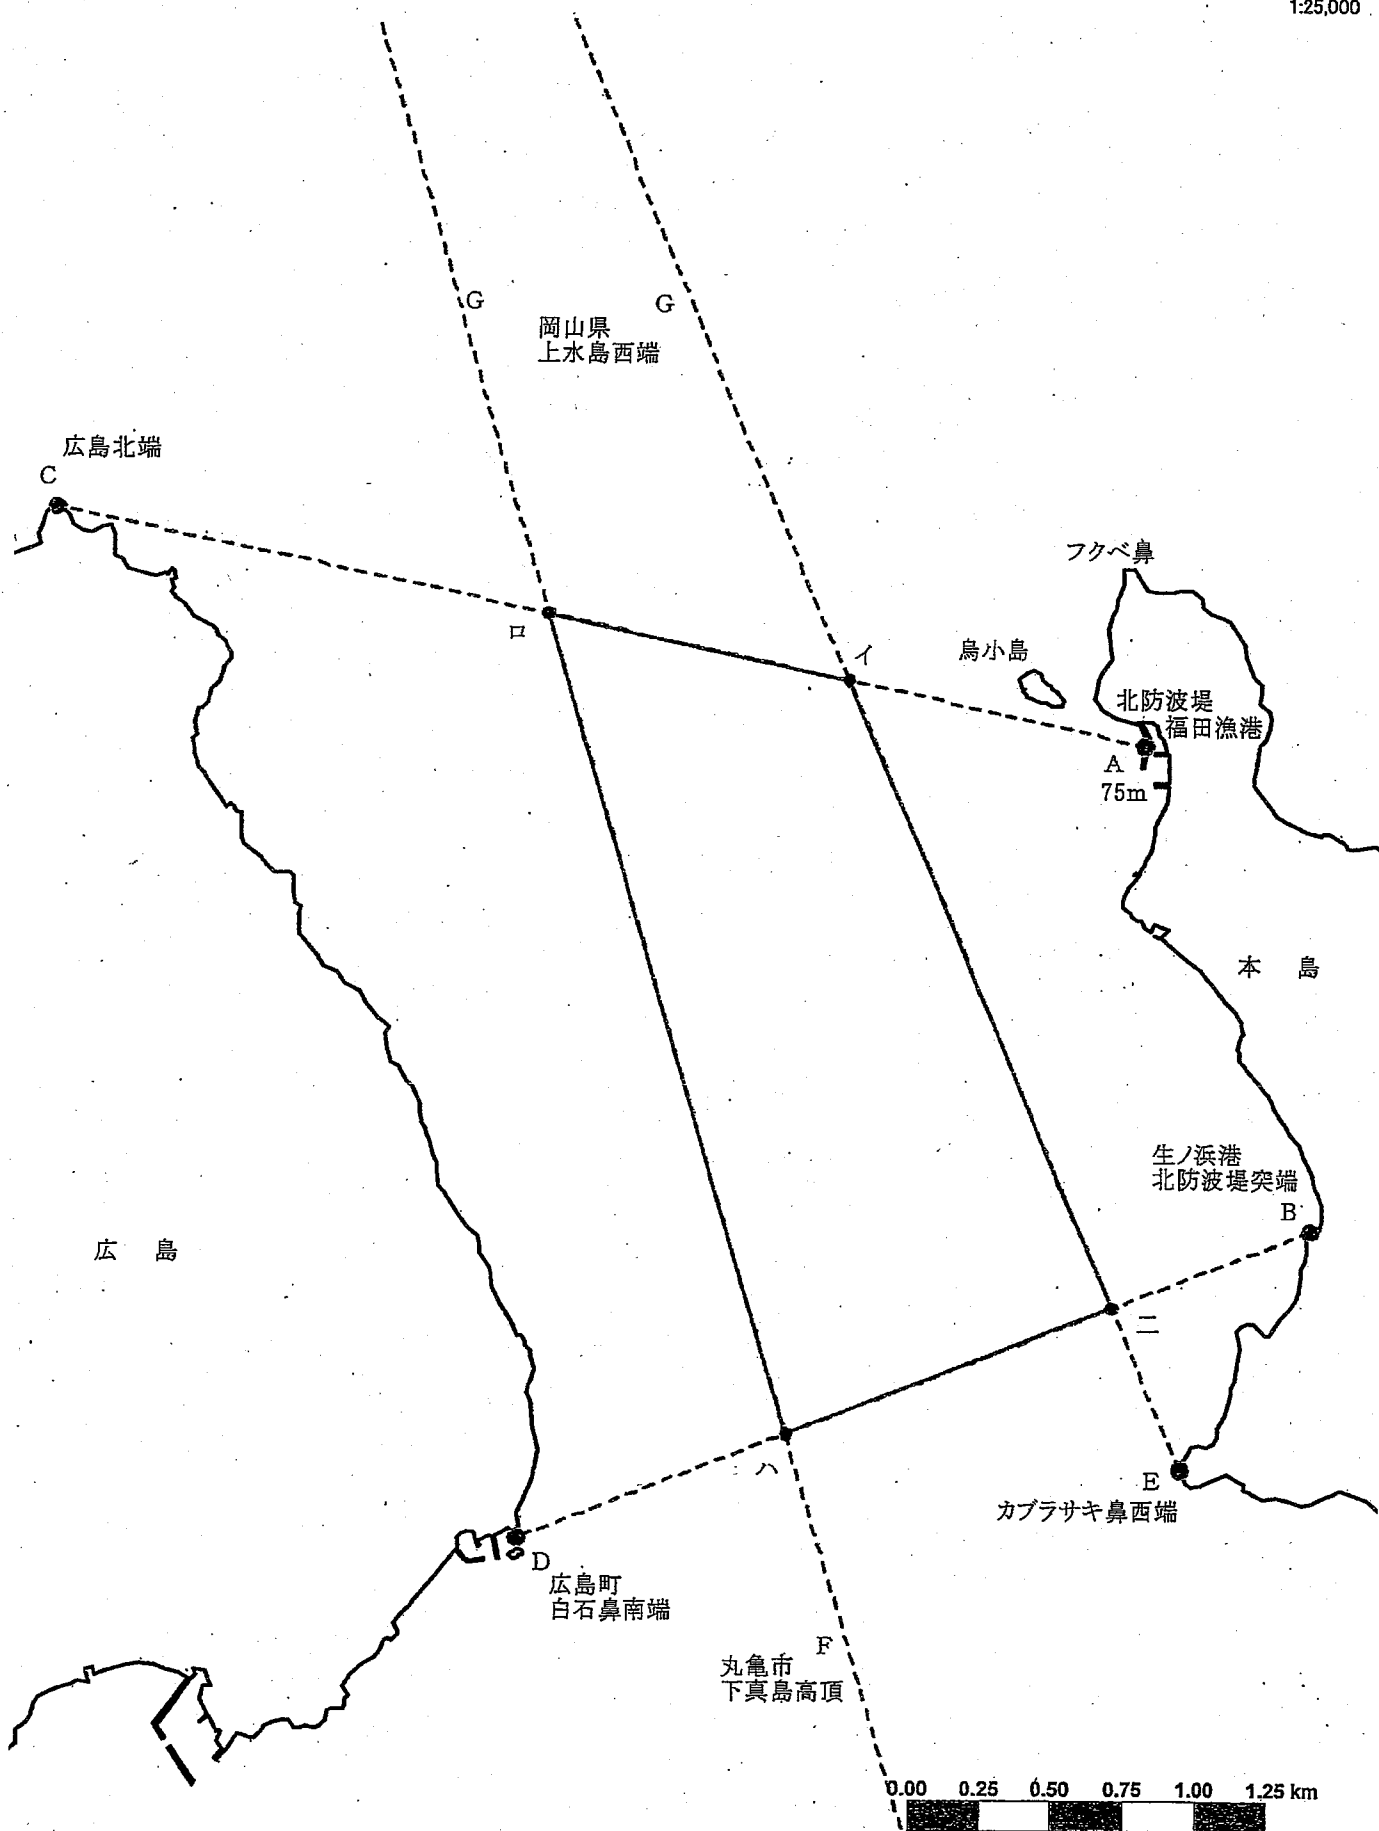 1:25,000
G
G
岡山県
上水島西端
広島北端
C
フクベ鼻
ロ
イ
烏小島
北防波堤
福田漁港
A
75m
本 島
生ノ浜港
北防波堤突端
B
広 島
ニ
ハ
E
カブラサキ鼻西端
D
広島町
白石鼻南端
F
丸亀市
下真島高頂
0.00 0.25 0.50 0.75 1.00 1.25 km